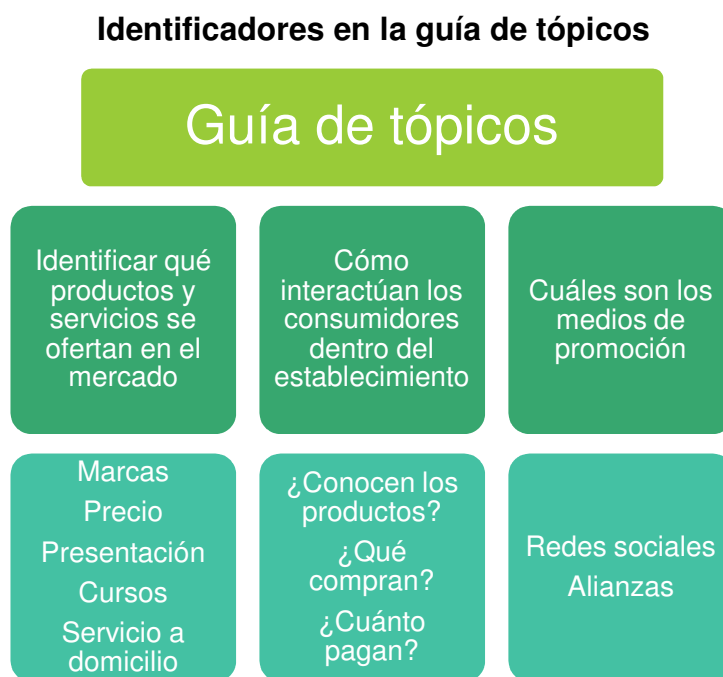 Identificadores en la guía de tópicos
Guía de tópicos
Identificar qué
productos y
servicios se
ofertan en el
mercado
Cómo
interactúan los
consumidores
dentro del
establecimiento
Cuáles son los
medios de
promoción
Marcas
Precio
Presentación
Cursos
Servicio a
domicilio
¿Conocen los
productos?
¿Qué
compran?
¿Cuánto
pagan?
Redes sociales
Alianzas